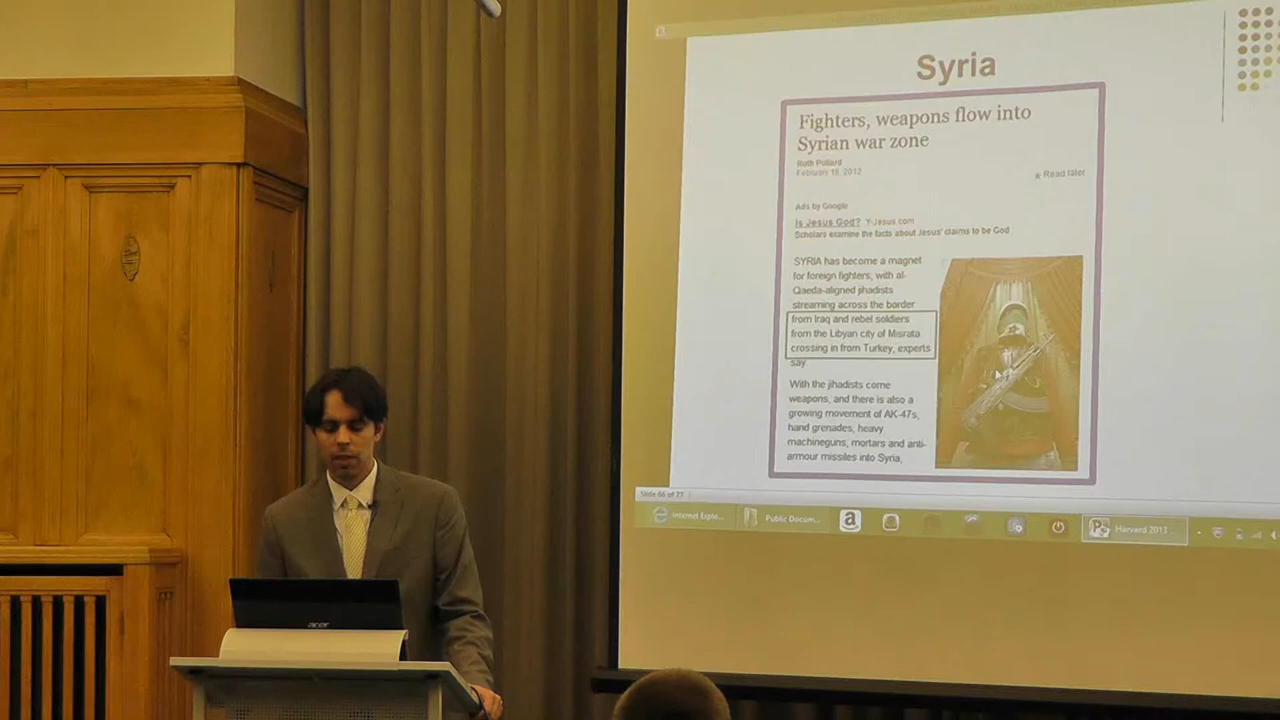 Syria
Fighters, weapons flow into
Syrian war zone
Ruth Pollard
February 18, 2012
Read later
Ads by Google
Is Jesus God? Y-Jesus.com
Scholars examine the facts about Jesus' claims to be God
SYRIA has become a magnet
for foreign fighters, with al-
Qaeda-aligned jihadists
streaming across the border
from Iraq and rebel soldiers
from the Libyan city of Misrata
crossing in from Turkey, experts
say.
With the jihadists come
weapons, and there is also a
growing movement of AK-47s,
hand grenades, heavy
machineguns, mortars and anti-
armour missiles into Syria,
Slide 66 of 77
Internet Explo...
Public Docum...
a
Harvard 2013
acer